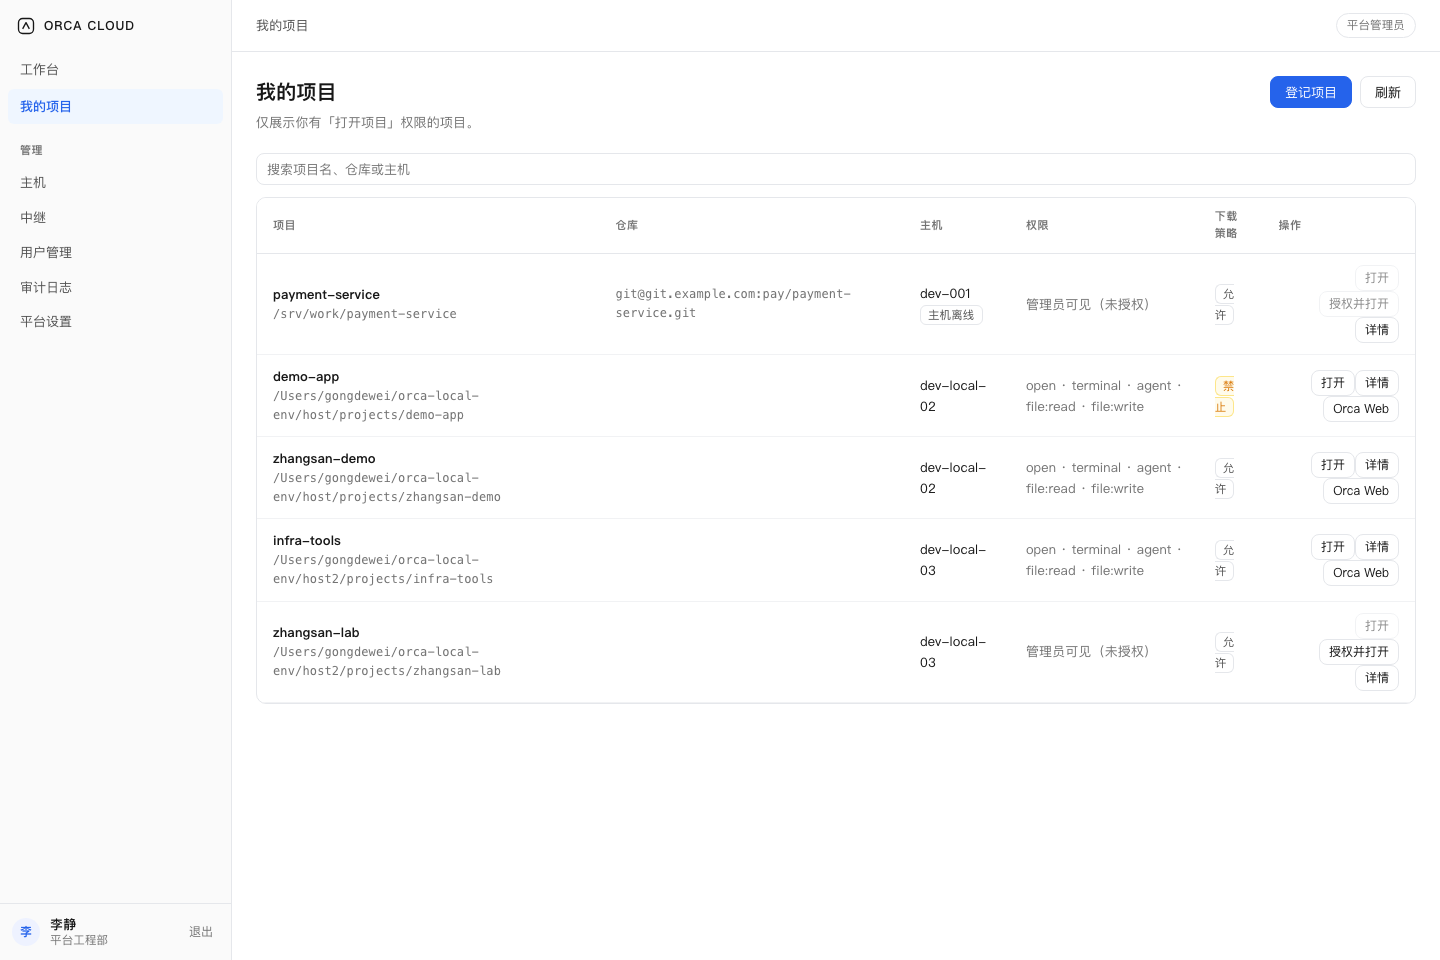 ORCA CLOUD
工作台
我的项目
管理
主机
中继
用户管理
审计日志
平台设置
李
李静
平台工程部
退出
我的项目
平台管理员
我的项目
仅展示你有「打开项目」权限的项目。
登记项目
刷新
搜索项目名、仓库或主机
项目
仓库
主机
权限
下载
策略
操作
payment-service
/srv/work/payment-service
git@git.example.com:pay/payment-
service.git
dev-001
主机离线
管理员可见（未授权）
允
许
打开
授权并打开
详情
demo-app
/Users/gongdewei/orca-local-
env/host/projects/demo-app
dev-local-
02
open · terminal · agent ·
file:read · file:write
禁
止
打开
详情
Orca Web
zhangsan-demo
/Users/gongdewei/orca-local-
env/host/projects/zhangsan-demo
dev-local-
02
open · terminal · agent ·
file:read · file:write
允
许
打开
详情
Orca Web
infra-tools
/Users/gongdewei/orca-local-
env/host2/projects/infra-tools
dev-local-
03
open · terminal · agent ·
file:read · file:write
允
许
打开
详情
Orca Web
zhangsan-lab
/Users/gongdewei/orca-local-
env/host2/projects/zhangsan-lab
dev-local-
03
管理员可见（未授权）
允
许
打开
授权并打开
详情